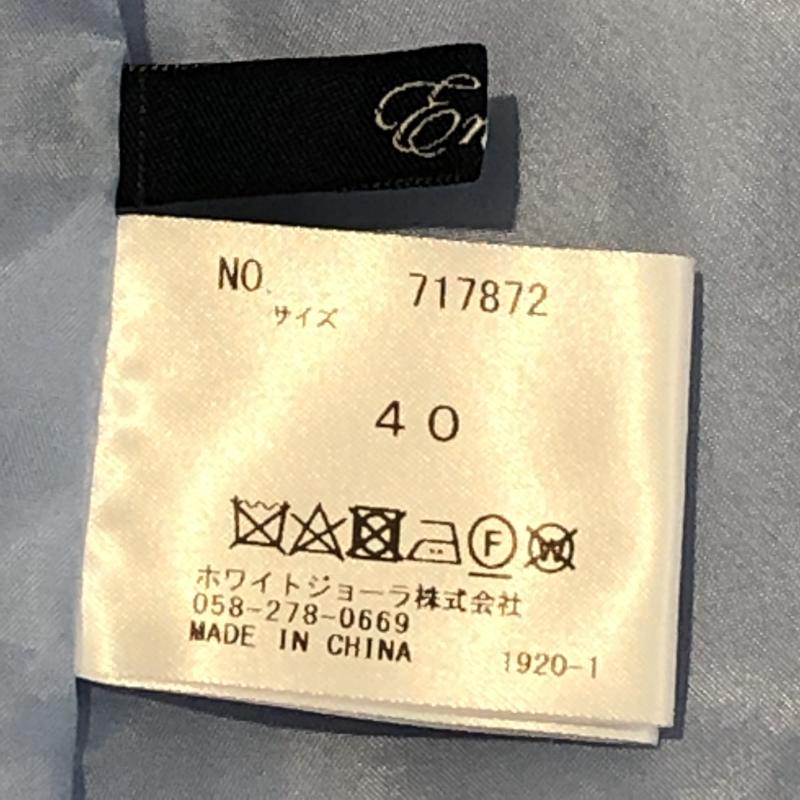 En
NO. 717872
サイズ
40
F W
ホワイトジョーラ株式会社
058-278-0669
MADE IN CHINA
1920-1